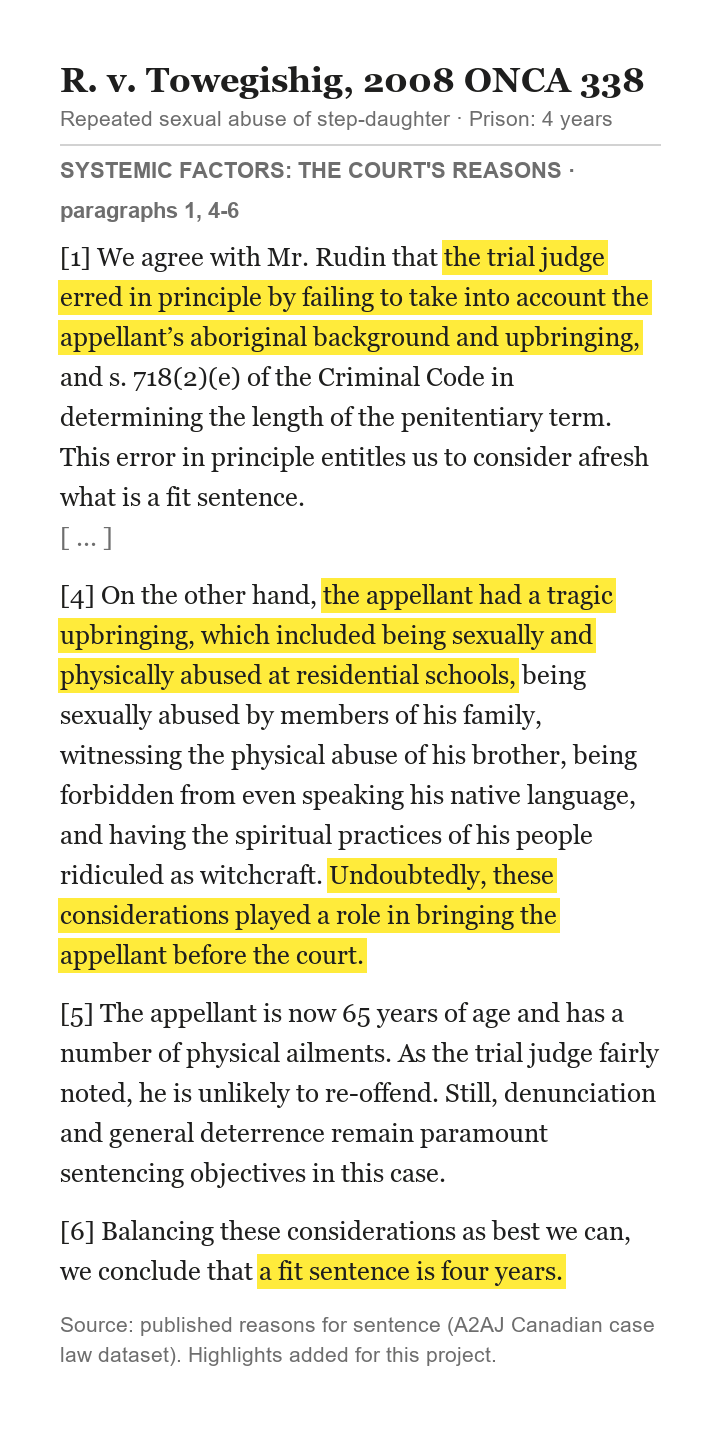 R. v. Towegishig, 2008 ONCA 338
Repeated sexual abuse of step-daughter · Prison: 4 years
SYSTEMIC FACTORS: THE COURT'S REASONS ·
paragraphs 1, 4-6
[1] We agree with Mr. Rudin that the trial judge
erred in principle by failing to take into account the
appellant’s aboriginal background and upbringing,
and s. 718(2)(e) of the Criminal Code in
determining the length of the penitentiary term.
This error in principle entitles us to consider afresh
what is a fit sentence.
[ ... ]
[4] On the other hand, the appellant had a tragic
upbringing, which included being sexually and
physically abused at residential schools, being
sexually abused by members of his family,
witnessing the physical abuse of his brother, being
forbidden from even speaking his native language,
and having the spiritual practices of his people
ridiculed as witchcraft. Undoubtedly, these
considerations played a role in bringing the
appellant before the court.
[5] The appellant is now 65 years of age and has a
number of physical ailments. As the trial judge fairly
noted, he is unlikely to re-offend. Still, denunciation
and general deterrence remain paramount
sentencing objectives in this case.
[6] Balancing these considerations as best we can,
we conclude that a fit sentence is four years.
Source: published reasons for sentence (A2AJ Canadian case
law dataset). Highlights added for this project.